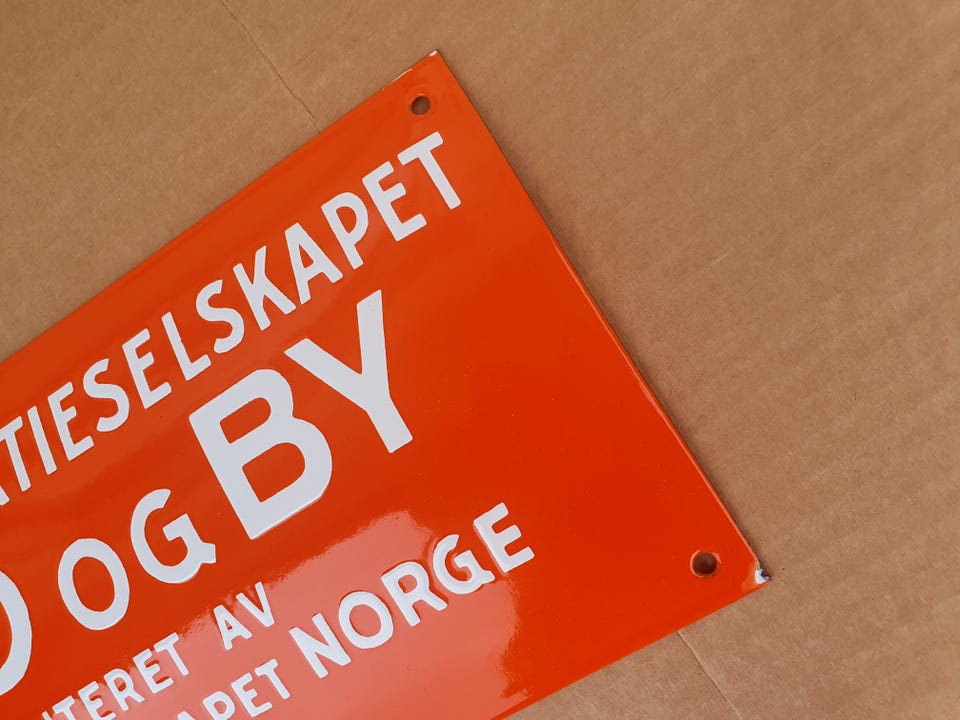 TIESELSKAPET
D OG BY
TERET AV
APET NORGE